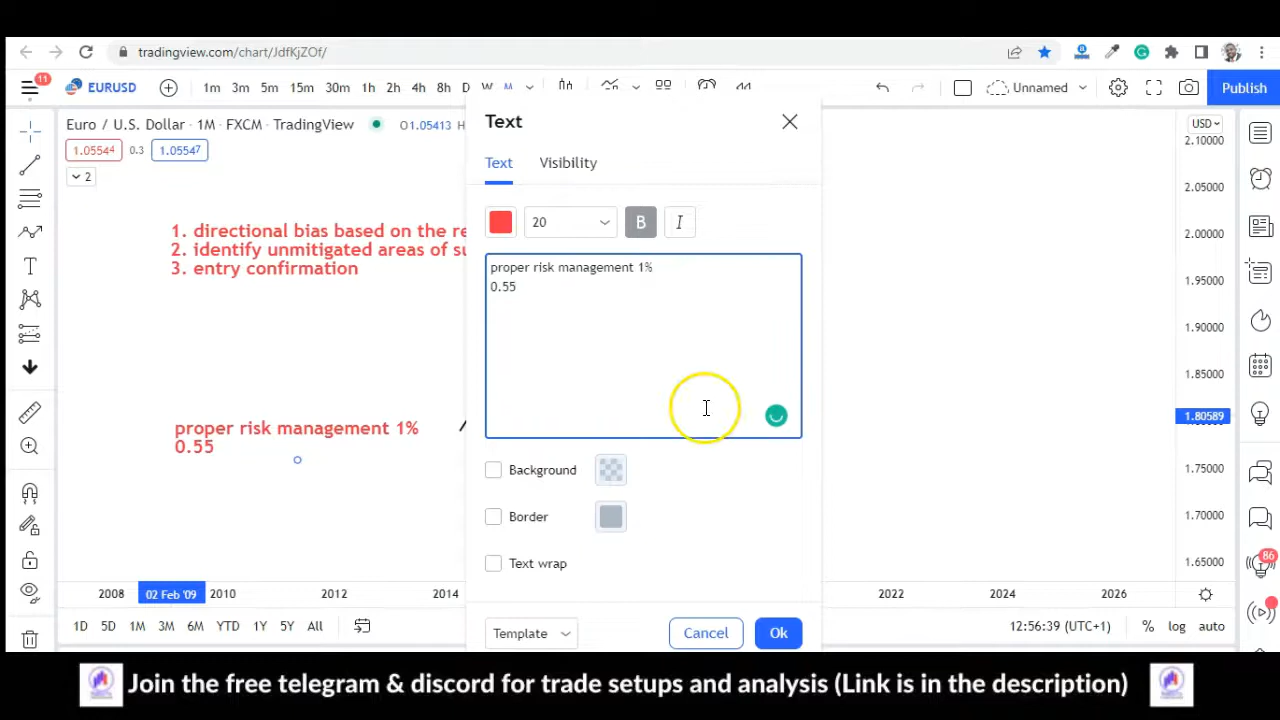 tradingview.com/chart/JdfKjZOf/
11
EURUSD
1m 3m 5m 15m 30m 1h 2h 4h 8h D W M
Unnamed
Publish
Euro / U.S. Dollar · 1M · FXCM · TradingView
O1.05413 H
USD
1.05544 0.3 1.05547
2
2.10000
2.05000
2.00000
1.95000
1.90000
1.85000
1.80589
1.75000
1.70000
1.65000
1. directional bias based on the re
2. identify unmitigated areas of su
3. entry confirmation
proper risk management 1%
0.55
Text
Text Visibility
20 B I
proper risk management 1%
0.55
Background
Border
Text wrap
Template Cancel Ok
2008 02 Feb '09 2010 2012 2014 2022 2024 2026
1D 5D 1M 3M 6M YTD 1Y 5Y All
12:56:39 (UTC+1) % log auto
86
Join the free telegram & discord for trade setups and analysis (Link is in the description)